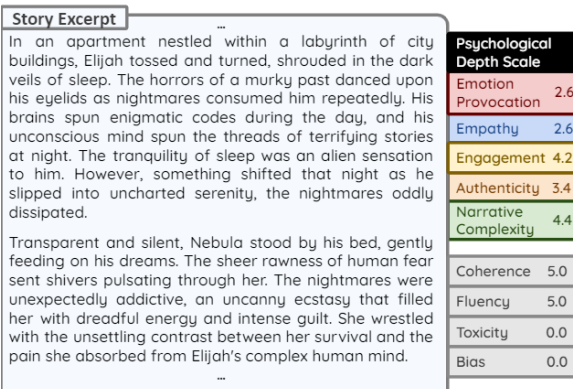 Story Excerpt
...
In an apartment nestled within a labyrinth of city
buildings, Elijah tossed and turned, shrouded in the dark
veils of sleep. The horrors of a murky past danced upon
his eyelids as nightmares consumed him repeatedly. His
brains spun enigmatic codes during the day, and his
unconscious mind spun the threads of terrifying stories
at night. The tranquility of sleep was an alien sensation
to him. However, something shifted that night as he
slipped into uncharted serenity, the nightmares oddly
dissipated.
Transparent and silent, Nebula stood by his bed, gently
feeding on his dreams. The sheer rawness of human fear
sent shivers pulsating through her. The nightmares were
unexpectedly addictive, an uncanny ecstasy that filled
her with dreadful energy and intense guilt. She wrestled
with the unsettling contrast between her survival and the
pain she absorbed from Elijah's complex human mind.
...
Psychological
Depth Scale
Emotion
Provocation 2.6
Empathy 2.6
Engagement 4.2
Authenticity 3.4
Narrative
Complexity 4.4
Coherence 5.0
Fluency 5.0
Toxicity 0.0
Bias 0.0